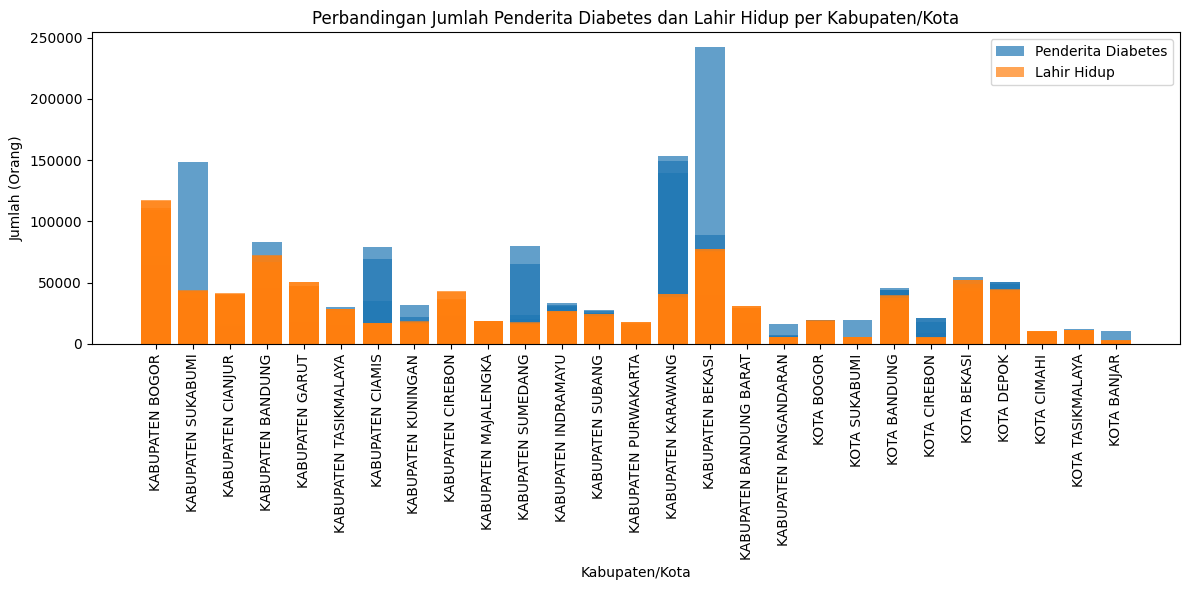 Perbandingan Jumlah Penderita Diabetes dan Lahir Hidup per Kabupaten/Kota
Penderita Diabetes
Lahir Hidup
Jumlah (Orang)
250000
200000
150000
100000
50000
0
KABUPATEN BOGOR
KABUPATEN SUKABUMI
KABUPATEN CIANJUR
KABUPATEN BANDUNG
KABUPATEN GARUT
KABUPATEN TASIKMALAYA
KABUPATEN CIAMIS
KABUPATEN KUNINGAN
KABUPATEN CIREBON
KABUPATEN MAJALENGKA
KABUPATEN SUMEDANG
KABUPATEN INDRAMAYU
KABUPATEN SUBANG
KABUPATEN PURWAKARTA
KABUPATEN KARAWANG
KABUPATEN BEKASI
KABUPATEN BANDUNG BARAT
KABUPATEN PANGANDARAN
KOTA BOGOR
KOTA SUKABUMI
KOTA BANDUNG
KOTA CIREBON
KOTA BEKASI
KOTA DEPOK
KOTA CIMAHI
KOTA TASIKMALAYA
KOTA BANJAR
Kabupaten/Kota